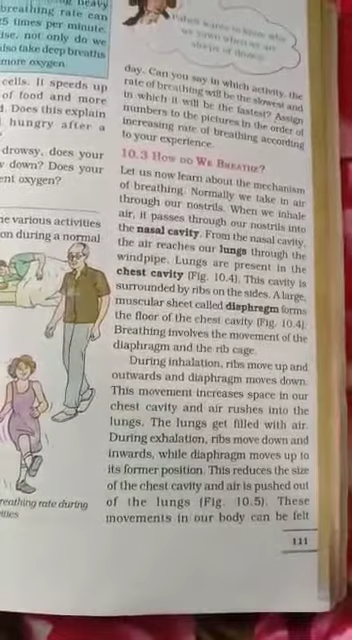 heavy
breathing rate can
25 times per minute.
ise, not only do we
also take deep breaths
more oxygen
cells. It speeds up
of food and more
d. Does this explain
hungry after a
drowsy, does your
down? Does your
ent oxygen?
he various activities
on during a normal
reathing rate during
ities
wants to know why
we yawn when we are
drowsy
day. Can you say in which activity, the
rate of breathing will be the slowest and
in which it will be the fastest? Assign
numbers to the pictures in the order of
increasing rate of breathing according
to your experience.
10.3 HOW DO WE BREATHE?
Let us now learn about the mechanism
of breathing. Normally we take in air
through our nostrils. When we inhale
air, it passes through our nostrils into
the nasal cavity. From the nasal cavity,
the air reaches our lungs through the
windpipe. Lungs are present in the
chest cavity (Fig. 10.4). This cavity is
surrounded by ribs on the sides. A large,
muscular sheet called diaphragm forms
the floor of the chest cavity (Fig. 10.4).
Breathing involves the movement of the
diaphragm and the rib cage.
During inhalation, ribs move up and
outwards and diaphragm moves down.
This movement increases space in our
chest cavity and air rushes into the
lungs. The lungs get filled with air.
During exhalation, ribs move down and
inwards, while diaphragm moves up to
its former position. This reduces the size
of the chest cavity and air is pushed out
of the lungs (Fig. 10.5). These
movements in our body can be felt
111